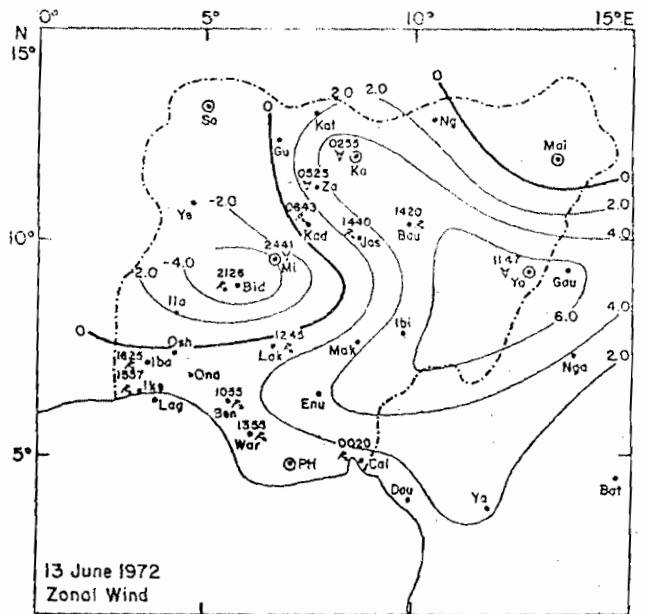 0° 5° 10° 15°E
N
15°
0 2.0 2.0 0
So
Kat
Ng
Mai
Gu
0255
Ka
0525
Za
0
-2.0
Ye
0843
Kad
1440
Jos
1420
Bau
2.0
4.0
10°
2441
Mi
-2.0 -4.0
2126
Bid
1147
Yo
Gau
Ila
6.0
4.0
Ibi
0
Osh
1245
Lok
Mak
2.0
1625
Iba
Nga
1537
Ike
Ond
Lag
1055
Ben
Enu
1355
War
0020
Cal
5°
PH
Dou
Ya
Bat
13 June 1972
Zonal Wind